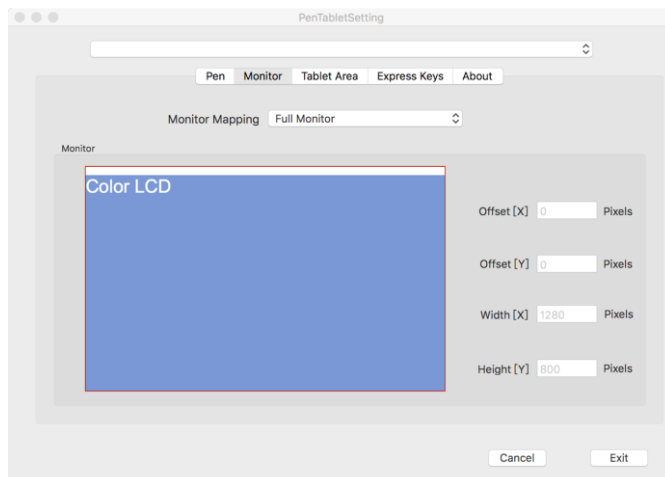 PenTabletSetting
Pen Monitor Tablet Area Express Keys About
Monitor Mapping Full Monitor
Monitor
Color LCD
Offset [X] 0 Pixels
Offset [Y] 0 Pixels
Width [X] 1280 Pixels
Height [Y] 800 Pixels
Cancel Exit